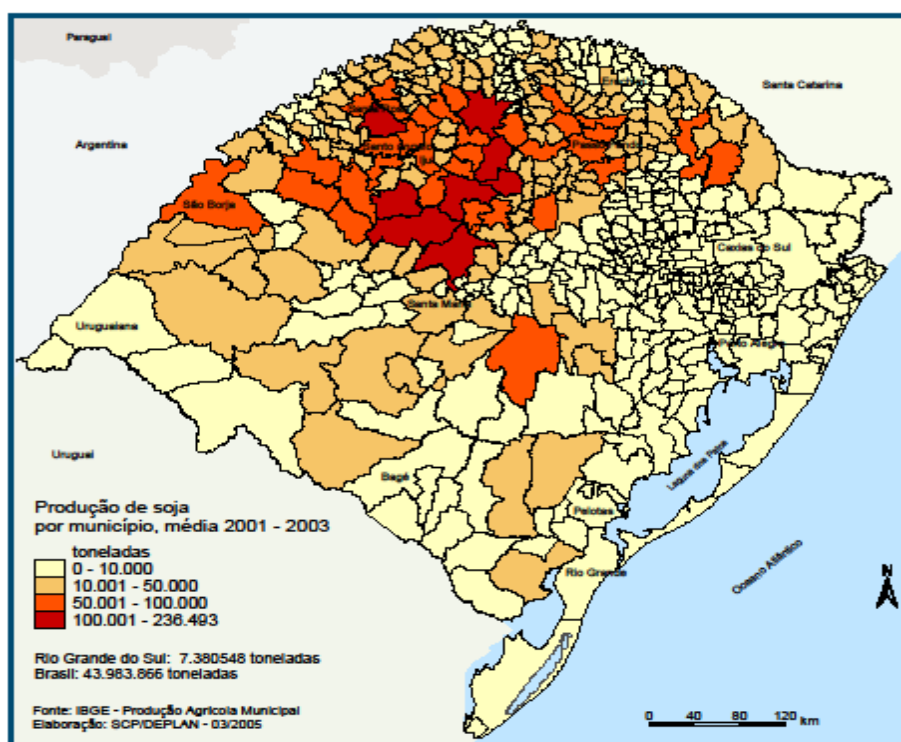 Paraguai
Santa Catarina
Argentina
São Borja
Caxias do Sul
Santa Maria
Uruguaiana
Porto Alegre
Uruguai
Laguna dos Patos
Bagé
Pelotas
Rio Grande
Oceano Atlântico
N
Produção de soja
por município, média 2001 - 2003
toneladas
0 - 10.000
10.001 - 50.000
50.001 - 100.000
100.001 - 236.493
Rio Grande do Sul: 7.380548 toneladas
Brasil: 43.983.866 toneladas
Fonte: IBGE - Produção Agrícola Municipal
Elaboração: SCP/DEPLAN - 03/2005
0 40 80 120 km